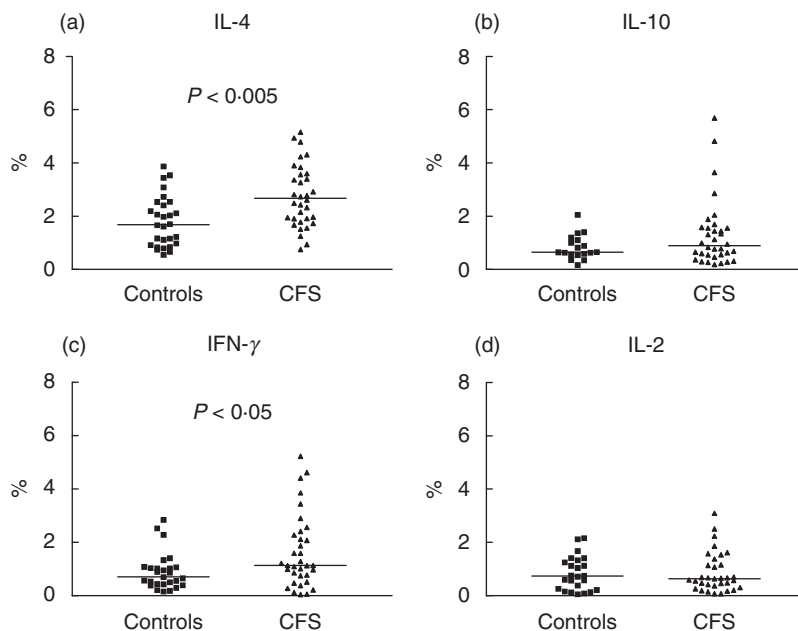 (a) IL-4
8
6
4
2
0
%
P < 0·005
Controls CFS
(b) IL-10
8
6
4
2
0
%
Controls CFS
(c) IFN-γ
8
6
4
2
0
%
P < 0·05
Controls CFS
(d) IL-2
8
6
4
2
0
%
Controls CFS